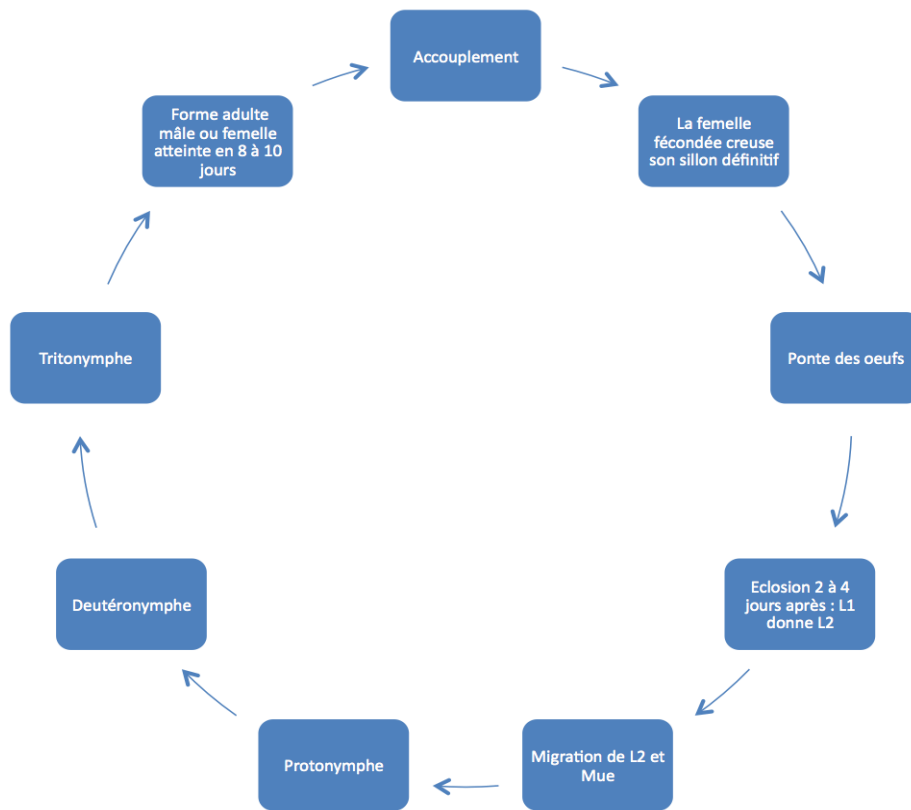 Accouplement
La femelle
fécondée creuse
son sillon définitif
Ponte des oeufs
Eclosion 2 à 4
jours après : L1
donne L2
Migration de L2 et
Mue
Protonymphe
Deutéronymphe
Tritonymphe
Forme adulte
mâle ou femelle
atteinte en 8 à 10
jours